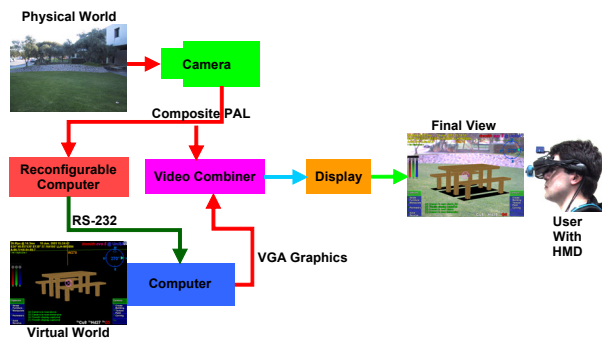 Physical World
Camera
Composite PAL
Final View
Reconfigurable
Computer
Video Combiner
Display
RS-232
User
With
HMD
VGA Graphics
Computer
Virtual World